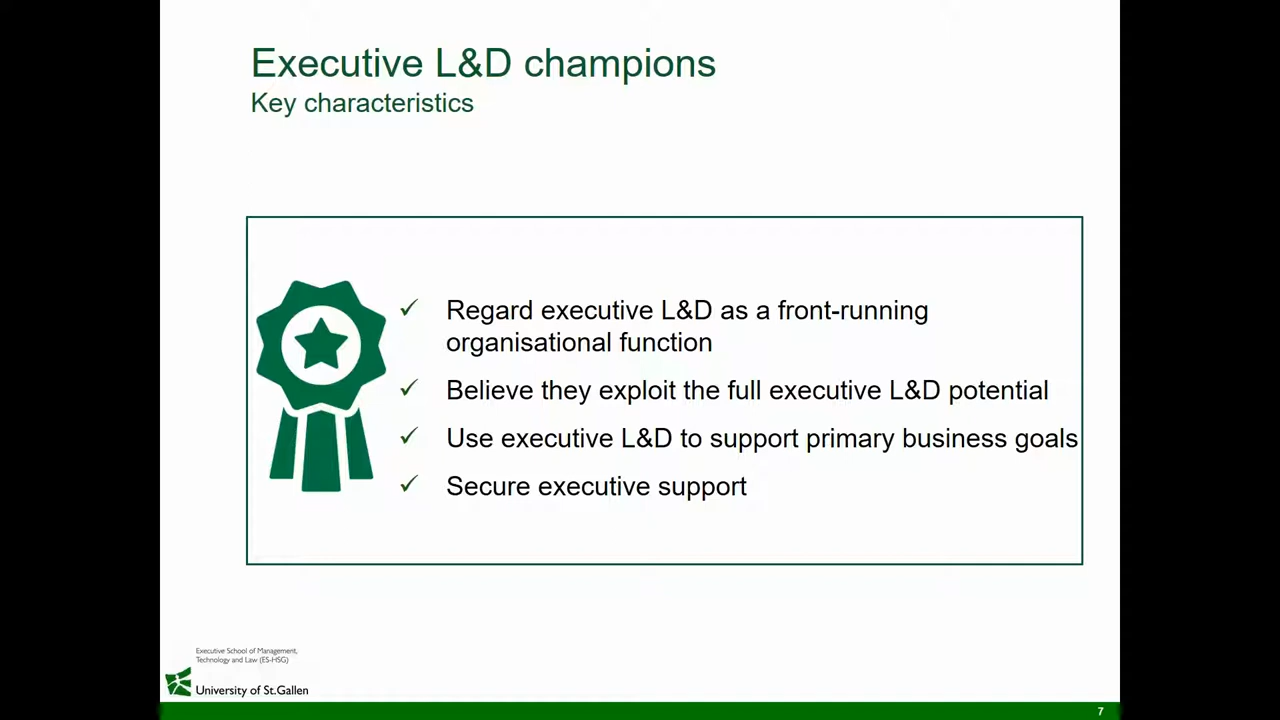 Executive L&D champions
Key characteristics
✓ Regard executive L&D as a front-running
organisational function
✓ Believe they exploit the full executive L&D potential
✓ Use executive L&D to support primary business goals
✓ Secure executive support
Executive School of Management,
Technology and Law (ES-HSG)
University of St.Gallen
7